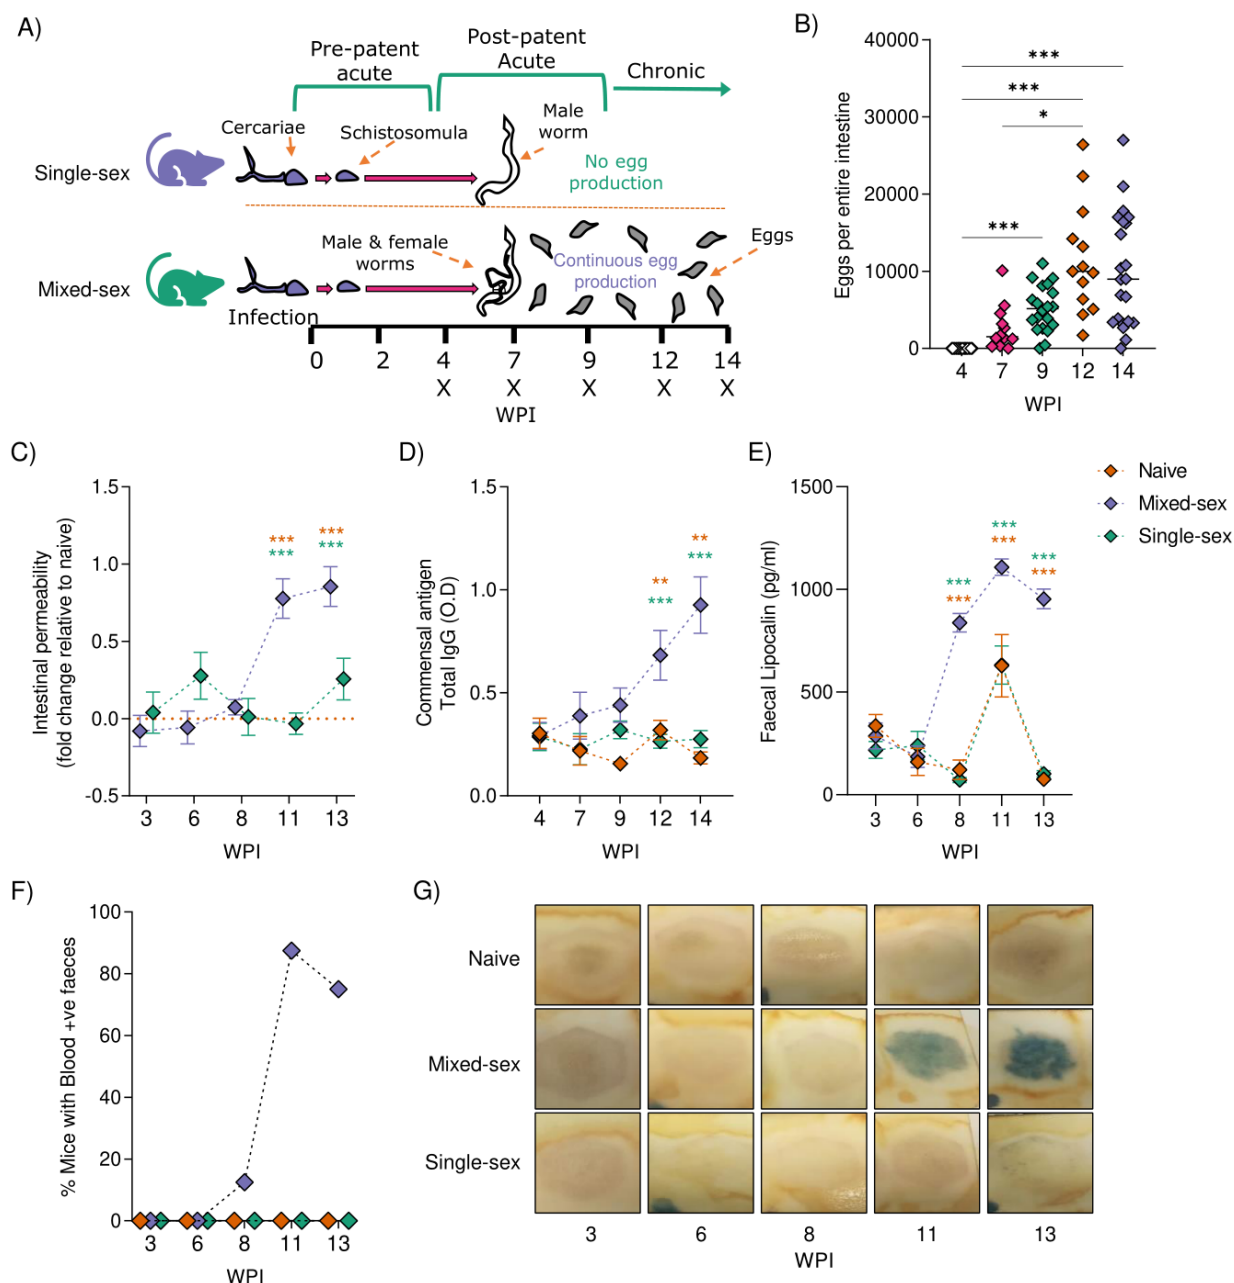 A)
Pre-patent
acute
Post-patent
Acute
Chronic
Cercariae
Schistosomula
Male
worm
Single-sex
No egg
production
Male & female
worms
Eggs
Continuous egg
production
Mixed-sex
Infection
0 2 4 7 9 12 14
X X X X X
WPI
B)
Eggs per entire intestine
40000
30000
20000
10000
0
***
***
*
***
4 7 9 12 14
WPI
C)
Intestinal permeability
(fold change relative to naive)
1.5
1.0
0.5
0.0
-0.5
*** ***
*** ***
3 6 8 11 13
WPI
D)
Commensal antigen
Total IgG (O.D)
1.5
1.0
0.5
0.0
** **
*** ***
4 7 9 12 14
WPI
E)
Faecal Lipocalin (pg/ml)
1500
1000
500
0
*** *** ***
*** *** ***
3 6 8 11 13
WPI
Naive
Mixed-sex
Single-sex
F)
% Mice with Blood +ve faeces
100
80
60
40
20
0
3 6 8 11 13
WPI
G)
Naive
Mixed-sex
Single-sex
3 6 8 11 13
WPI